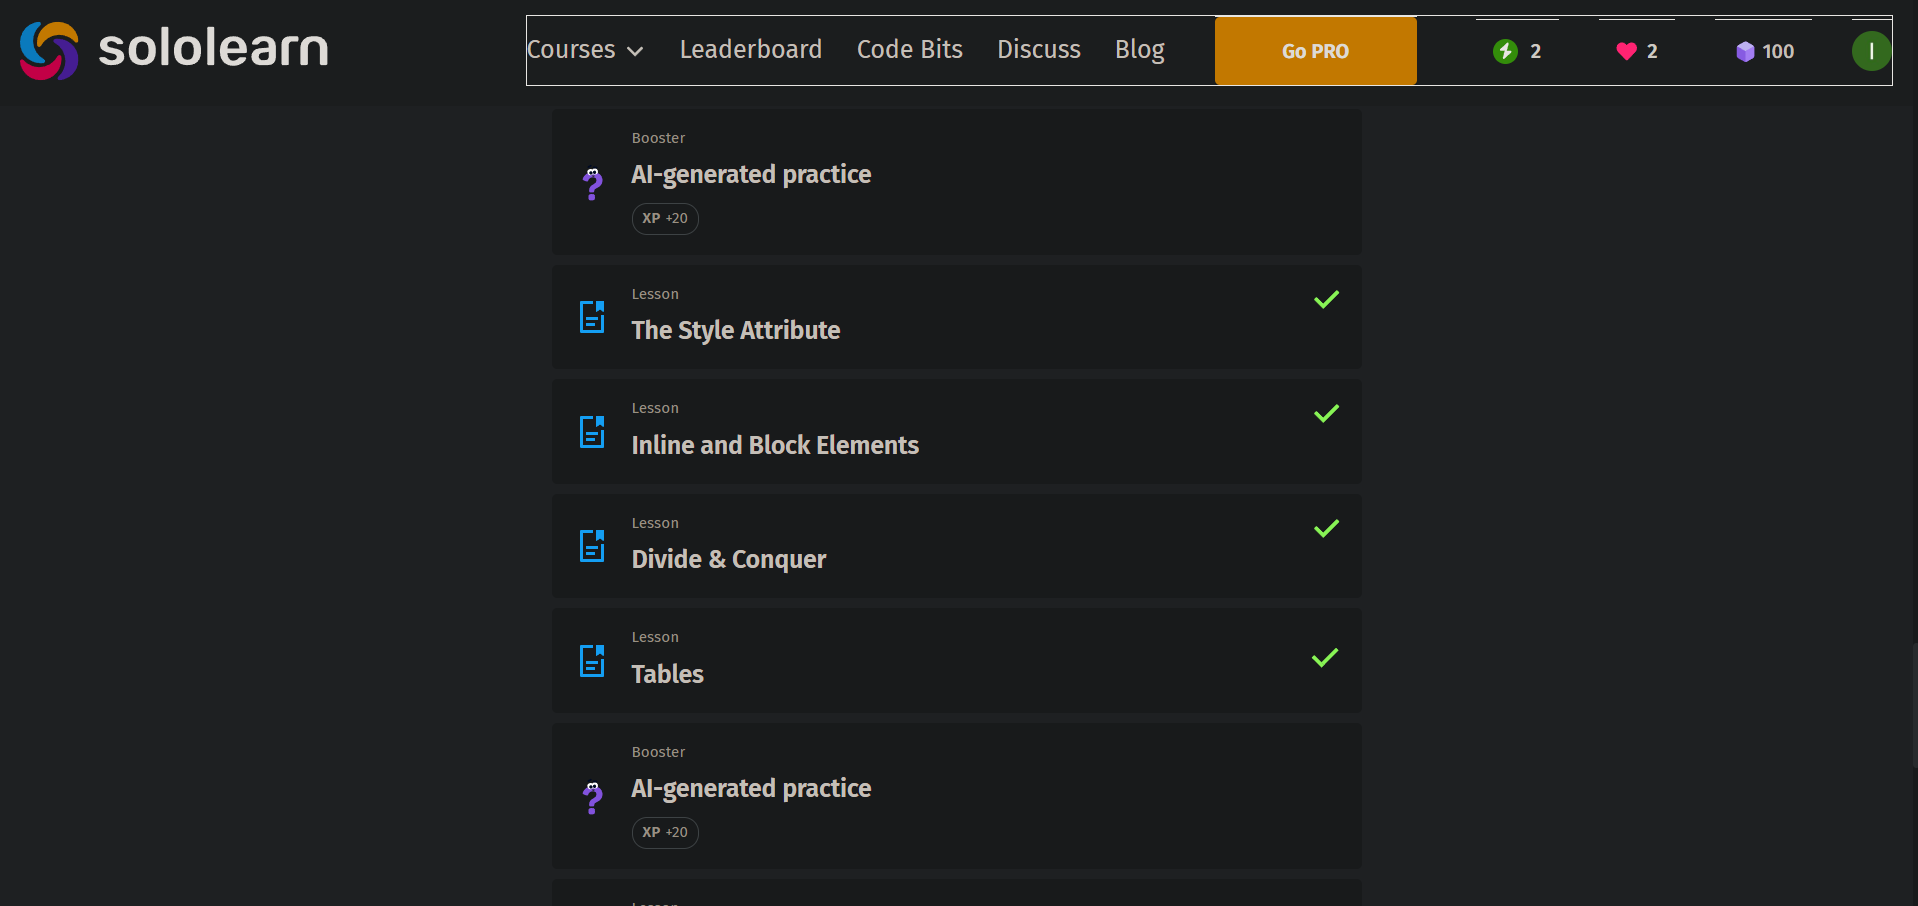 sololearn
Courses Leaderboard Code Bits Discuss Blog Go PRO 2 2 100 I
Booster
AI-generated practice
XP +20
Lesson
The Style Attribute
Lesson
Inline and Block Elements
Lesson
Divide & Conquer
Lesson
Tables
Booster
AI-generated practice
XP +20